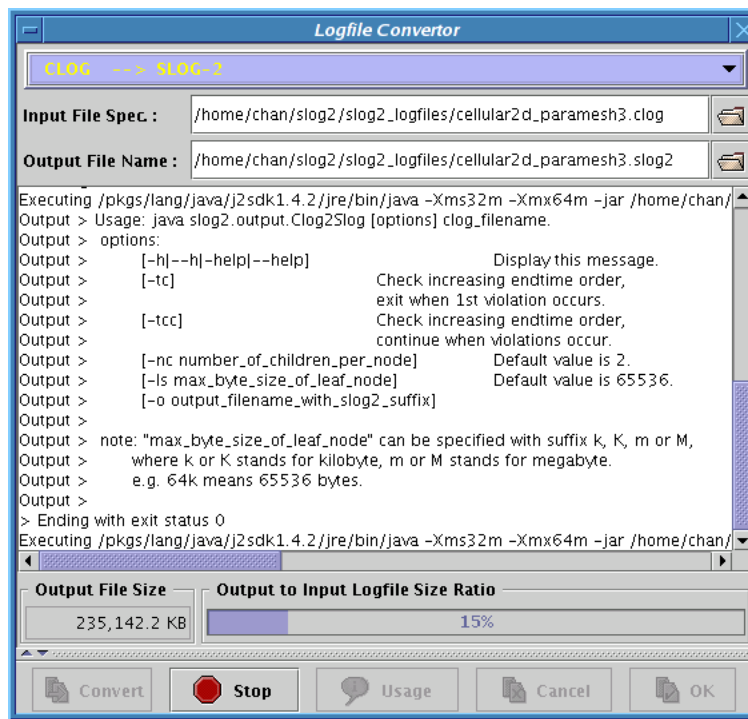 Logfile Convertor
CLOG --> SLOG-2
Input File Spec. : /home/chan/slog2/slog2_logfiles/cellular2d_paramesh3.clog
Output File Name : /home/chan/slog2/slog2_logfiles/cellular2d_paramesh3.slog2
Executing /pkgs/lang/java/j2sdk1.4.2/jre/bin/java -Xms32m -Xmx64m -jar /home/chan/
Output > Usage: java slog2.output.Clog2Slog [options] clog_filename.
Output > options:
Output > [-h|--h|-help|--help] Display this message.
Output > [-tc] Check increasing endtime order,
Output > exit when 1st violation occurs.
Output > [-tcc] Check increasing endtime order,
Output > continue when violations occur.
Output > [-nc number_of_children_per_node] Default value is 2.
Output > [-ls max_byte_size_of_leaf_node] Default value is 65536.
Output > [-o output_filename_with_slog2_suffix]
Output >
Output > note: "max_byte_size_of_leaf_node" can be specified with suffix k, K, m or M,
Output > where k or K stands for kilobyte, m or M stands for megabyte.
Output > e.g. 64k means 65536 bytes.
Output >
> Ending with exit status 0
Executing /pkgs/lang/java/j2sdk1.4.2/jre/bin/java -Xms32m -Xmx64m -jar /home/chan/
Output File Size Output to Input Logfile Size Ratio
235,142.2 KB 15%
Convert Stop Usage Cancel OK